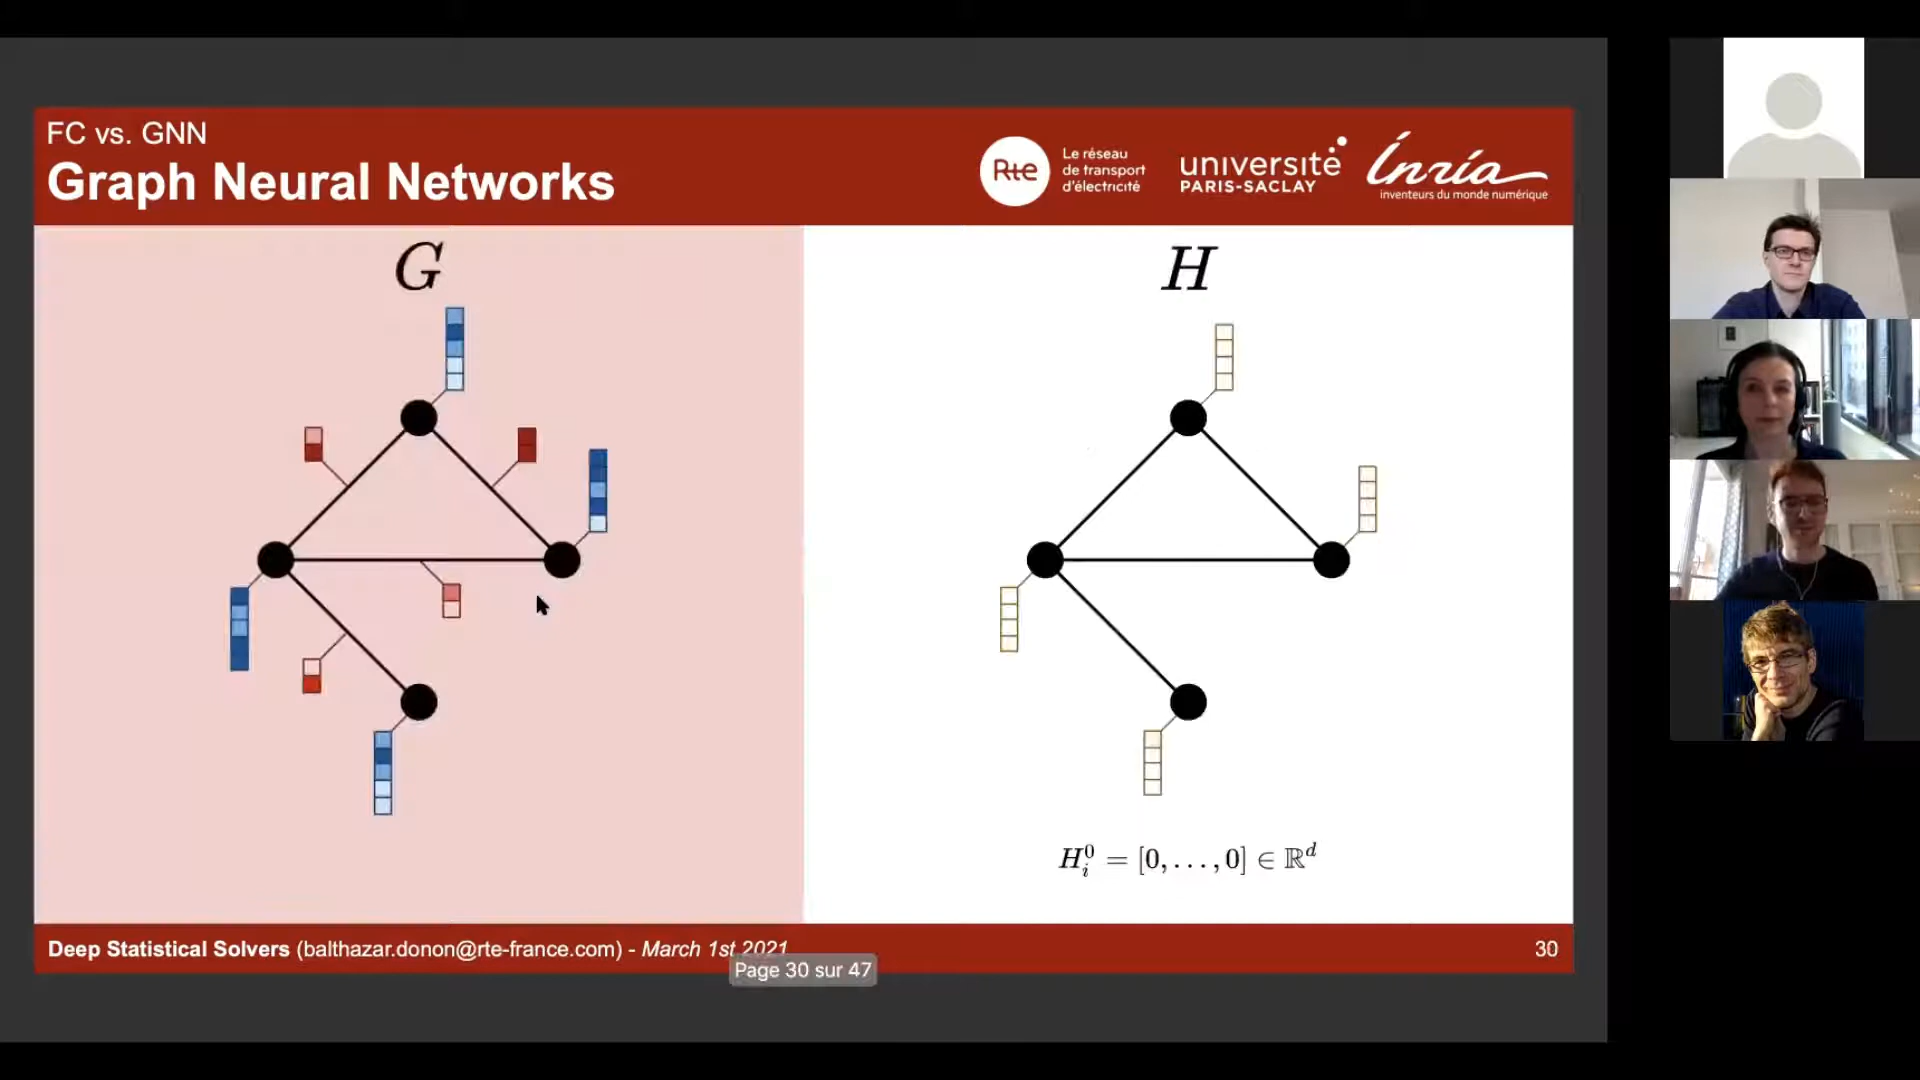 FC vs. GNN
Graph Neural Networks
Rte
Le réseau
de transport
d'électricité
université
PARIS-SACLAY
Inria
inventeurs du monde numérique
G
H
H_i^0 = [0, . . . , 0] ∈ ℝ^d
Deep Statistical Solvers (balthazar.donon@rte-france.com) - March 1st 2021
30
Page 30 sur 47